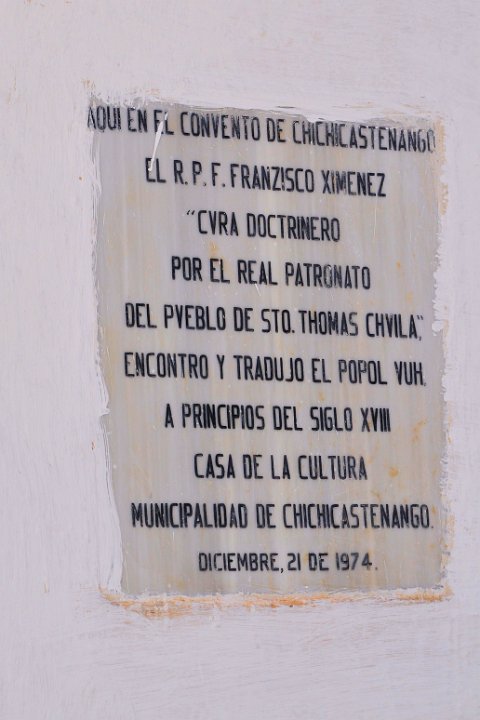 AQUI EN EL CONVENTO DE CHICHICASTENANGO
EL R.P.F. FRANZISCO XIMENEZ
"CVRA DOCTRINERO
POR EL REAL PATRONATO
DEL PVEBLO DE STO. THOMAS CHVILA",
ENCONTRO Y TRADUJO EL POPOL VUH.
A PRINCIPIOS DEL SIGLO XVIII
CASA DE LA CULTURA
MUNICIPALIDAD DE CHICHICASTENANGO.
DICIEMBRE, 21 DE 1974.